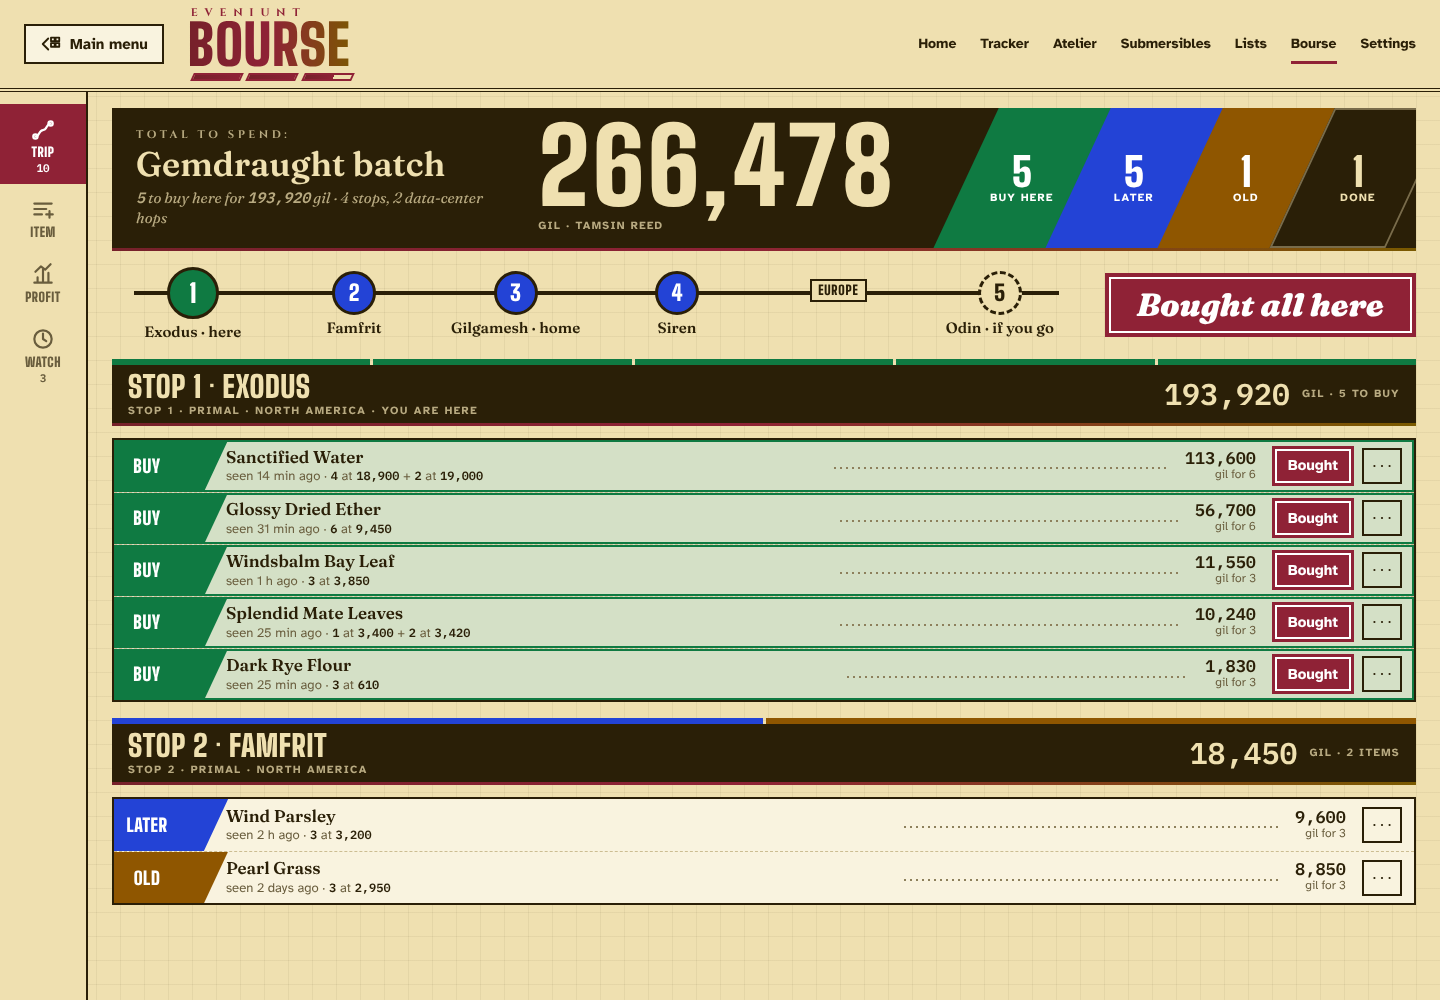 Main menu
EVENIUNT
BOURSE
Home
Tracker
Atelier
Submersibles
Lists
Bourse
Settings
TRIP
10
ITEM
PROFIT
WATCH
3
TOTAL TO SPEND:
Gemdraught batch
5 to buy here for 193,920 gil · 4 stops, 2 data-center
hops
266,478
GIL · TAMSIN REED
5
BUY HERE
5
LATER
1
OLD
1
DONE
1
Exodus · here
2
Famfrit
3
Gilgamesh · home
4
Siren
EUROPE
5
Odin · if you go
Bought all here
STOP 1 · EXODUS
STOP 1 · PRIMAL · NORTH AMERICA · YOU ARE HERE
193,920 GIL · 5 TO BUY
BUY
Sanctified Water
seen 14 min ago · 4 at 18,900 + 2 at 19,000
113,600
gil for 6
Bought
...
BUY
Glossy Dried Ether
seen 31 min ago · 6 at 9,450
56,700
gil for 6
Bought
...
BUY
Windsbalm Bay Leaf
seen 1 h ago · 3 at 3,850
11,550
gil for 3
Bought
...
BUY
Splendid Mate Leaves
seen 25 min ago · 1 at 3,400 + 2 at 3,420
10,240
gil for 3
Bought
...
BUY
Dark Rye Flour
seen 25 min ago · 3 at 610
1,830
gil for 3
Bought
...
STOP 2 · FAMFRIT
STOP 2 · PRIMAL · NORTH AMERICA
18,450 GIL · 2 ITEMS
LATER
Wind Parsley
seen 2 h ago · 3 at 3,200
9,600
gil for 3
...
OLD
Pearl Grass
seen 2 days ago · 3 at 2,950
8,850
gil for 3
...